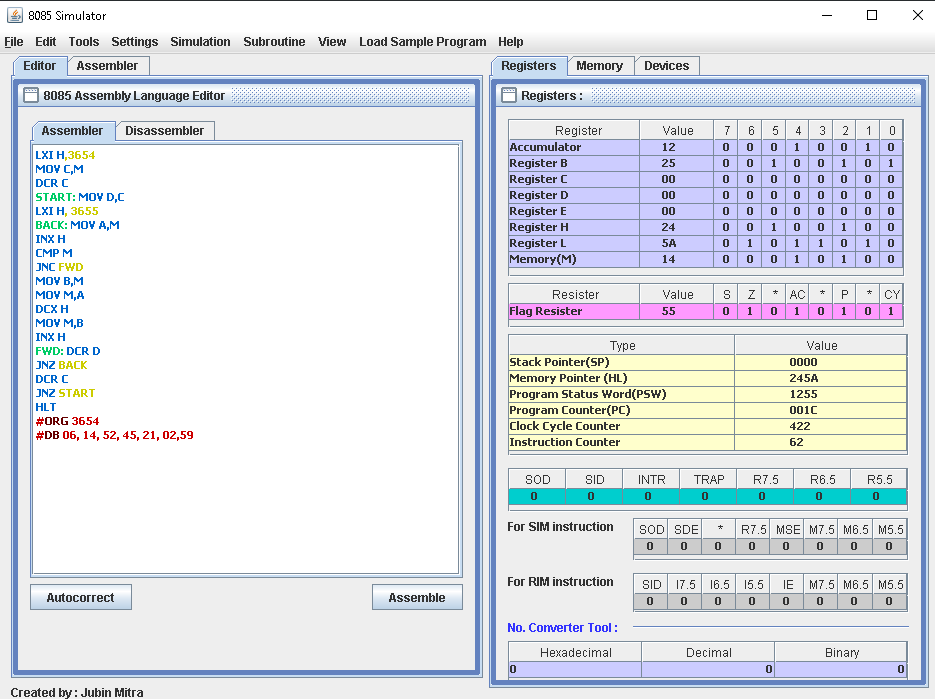 8085 Simulator
File Edit Tools Settings Simulation Subroutine View Load Sample Program Help
Editor Assembler
8085 Assembly Language Editor
Assembler Disassembler
LXI H,3654
MOV C,M
DCR C
START: MOV D,C
LXI H, 3655
BACK: MOV A,M
INX H
CMP M
JNC FWD
MOV B,M
MOV M,A
DCX H
MOV M,B
INX H
FWD: DCR D
JNZ BACK
DCR C
JNZ START
HLT
#ORG 3654
#DB 06, 14, 52, 45, 21, 02,59
Autocorrect Assemble
Created by : Jubin Mitra
Registers Memory Devices
Registers :
Register Value 7 6 5 4 3 2 1 0
Accumulator 12 0 0 0 1 0 0 1 0
Register B 25 0 0 1 0 0 1 0 1
Register C 00 0 0 0 0 0 0 0 0
Register D 00 0 0 0 0 0 0 0 0
Register E 00 0 0 0 0 0 0 0 0
Register H 24 0 0 1 0 0 1 0 0
Register L 5A 0 1 0 1 1 0 1 0
Memory(M) 14 0 0 0 1 0 1 0 0
Resister Value S Z * AC * P * CY
Flag Resister 55 0 1 0 1 0 1 0 1
Type Value
Stack Pointer(SP) 0000
Memory Pointer (HL) 245A
Program Status Word(PSW) 1255
Program Counter(PC) 001C
Clock Cycle Counter 422
Instruction Counter 62
SOD SID INTR TRAP R7.5 R6.5 R5.5
0 0 0 0 0 0 0
For SIM instruction
SOD SDE * R7.5 MSE M7.5 M6.5 M5.5
0 0 0 0 0 0 0 0
For RIM instruction
SID I7.5 I6.5 I5.5 IE M7.5 M6.5 M5.5
0 0 0 0 0 0 0 0
No. Converter Tool :
Hexadecimal Decimal Binary
0 0 0